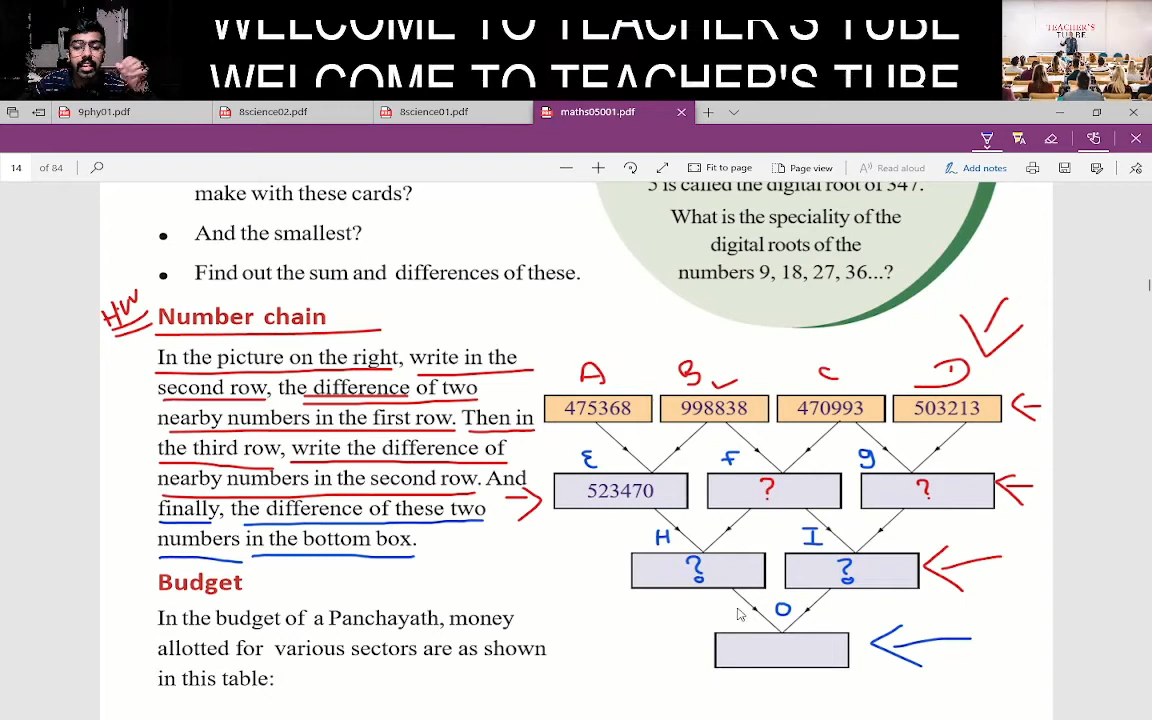 WELCOME TO TEACHER'S TUBE
WELCOME TO TEACHER'S TUBE
TEACHER'S
TUBE
9phy01.pdf
8science02.pdf
8science01.pdf
maths05001.pdf
14 of 84
Fit to page
Page view
Read aloud
Add notes
make with these cards?
• And the smallest?
• Find out the sum and differences of these.
5 is called the digital root of 347.
What is the speciality of the
digital roots of the
numbers 9, 18, 27, 36...?
HW
Number chain
In the picture on the right, write in the
second row, the difference of two
nearby numbers in the first row. Then in
the third row, write the difference of
nearby numbers in the second row. And
finally, the difference of these two
numbers in the bottom box.
A B C D
475368 998838 470993 503213
E F g
523470 ? ?
H I
? ?
O
Budget
In the budget of a Panchayath, money
allotted for various sectors are as shown
in this table: